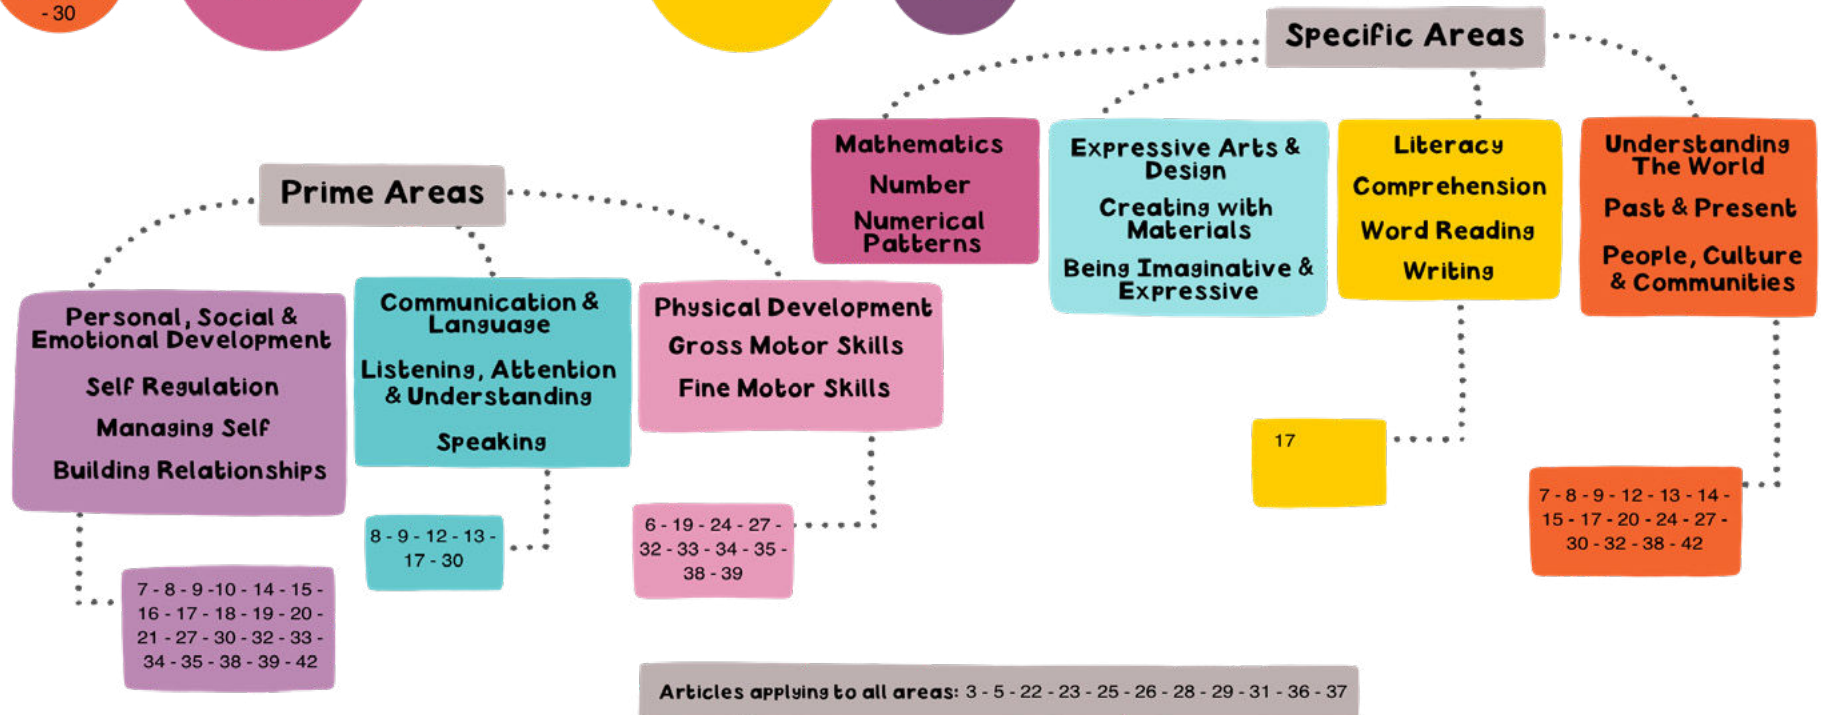 - 30
Specific Areas
Mathematics
Number
Numerical
Patterns
Expressive Arts &
Design
Creating with
Materials
Being Imaginative &
Expressive
Literacy
Comprehension
Word Reading
Writing
Understanding
The World
Past & Present
People, Culture
& Communities
17
7 - 8 - 9 - 12 - 13 - 14 -
15 - 17 - 20 - 24 - 27 -
30 - 32 - 38 - 42
Prime Areas
Personal, Social &
Emotional Development
Self Regulation
Managing Self
Building Relationships
Communication &
Language
Listening, Attention
& Understanding
Speaking
Physical Development
Gross Motor Skills
Fine Motor Skills
7 - 8 - 9 -10 - 14 - 15 -
16 - 17 - 18 - 19 - 20 -
21 - 27 - 30 - 32 - 33 -
34 - 35 - 38 - 39 - 42
8 - 9 - 12 - 13 -
17 - 30
6 - 19 - 24 - 27 -
32 - 33 - 34 - 35 -
38 - 39
Articles applying to all areas: 3 - 5 - 22 - 23 - 25 - 26 - 28 - 29 - 31 - 36 - 37